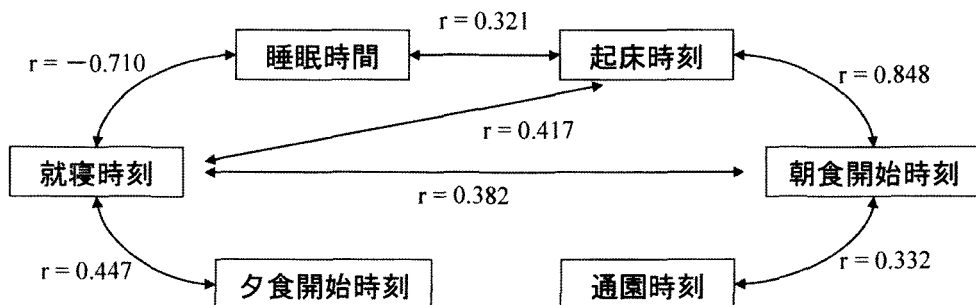 r = 0.321
睡眠時間
起床時刻
r = －0.710
r = 0.848
r = 0.417
就寝時刻
朝食開始時刻
r = 0.382
r = 0.447
夕食開始時刻
通園時刻
r = 0.332